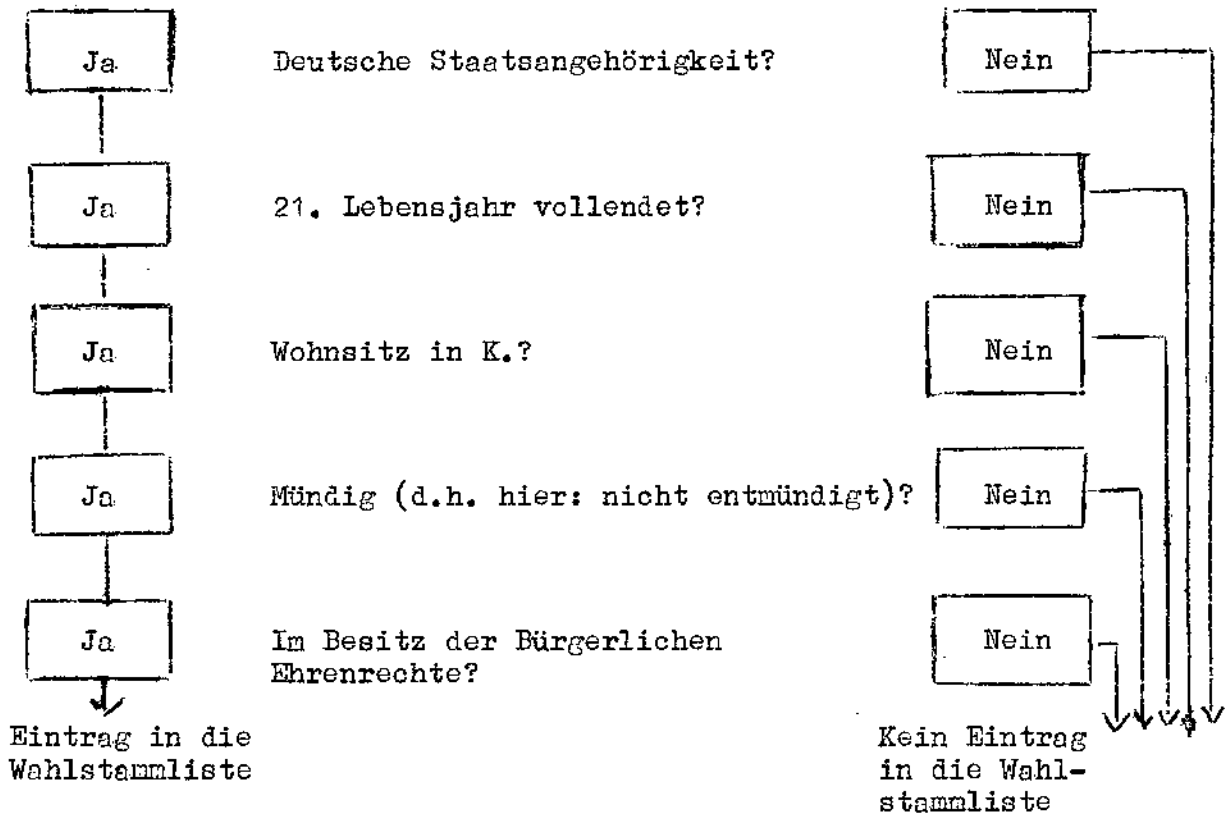 Ja Deutsche Staatsangehörigkeit? Nein
Ja 21. Lebensjahr vollendet? Nein
Ja Wohnsitz in K.? Nein
Ja Mündig (d.h. hier: nicht entmündigt)? Nein
Ja Im Besitz der Bürgerlichen Nein
Ehrenrechte?
Eintrag in die
Wahlstammliste
Kein Eintrag
in die Wahl-
stammliste